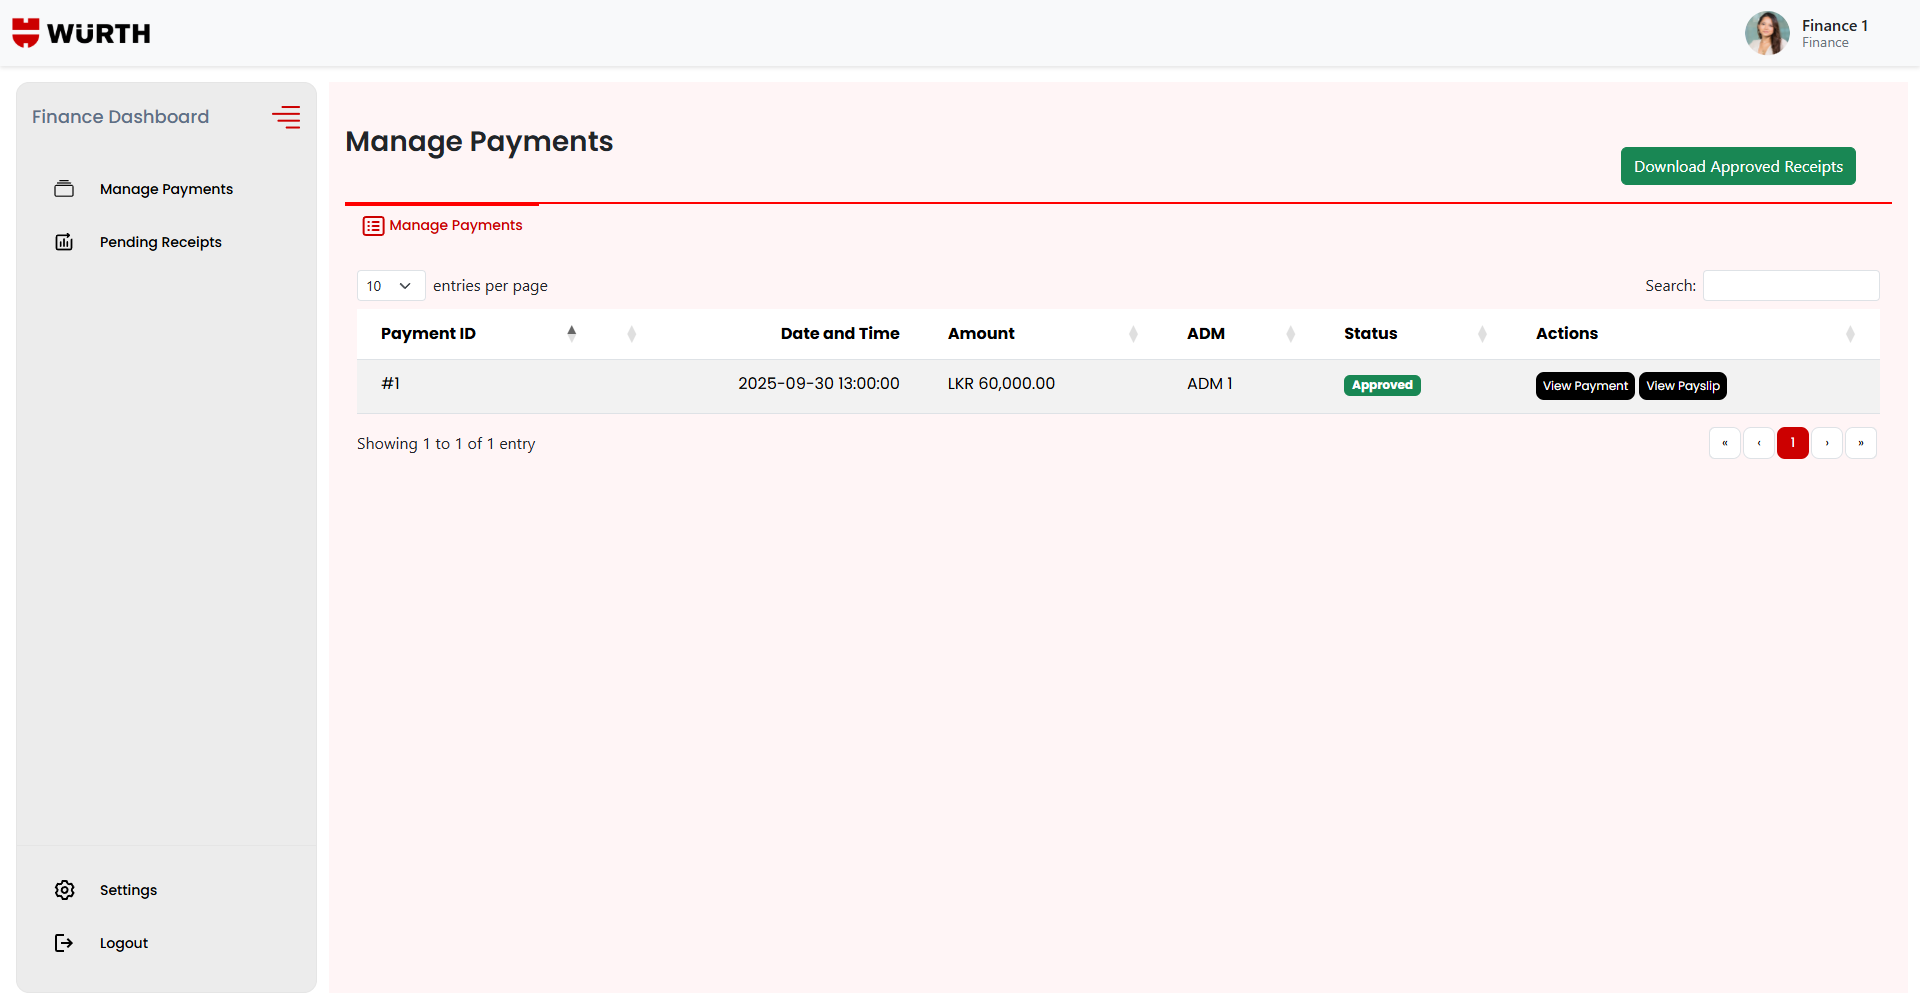 WÜRTH
Finance 1
Finance
Finance Dashboard
Manage Payments
Pending Receipts
Settings
Logout
Manage Payments
Download Approved Receipts
Manage Payments
10 entries per page
Search:
Payment ID Date and Time Amount ADM Status Actions
#1 2025-09-30 13:00:00 LKR 60,000.00 ADM 1 Approved View Payment View Payslip
Showing 1 to 1 of 1 entry
« ‹ 1 › »